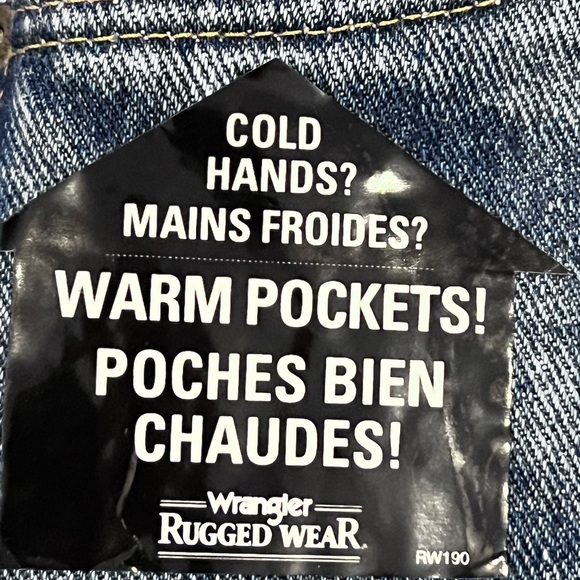 COLD
HANDS?
MAINS FROIDES?
WARM POCKETS!
POCHES BIEN
CHAUDES!
Wrangler
RUGGED WEAR.
RW190